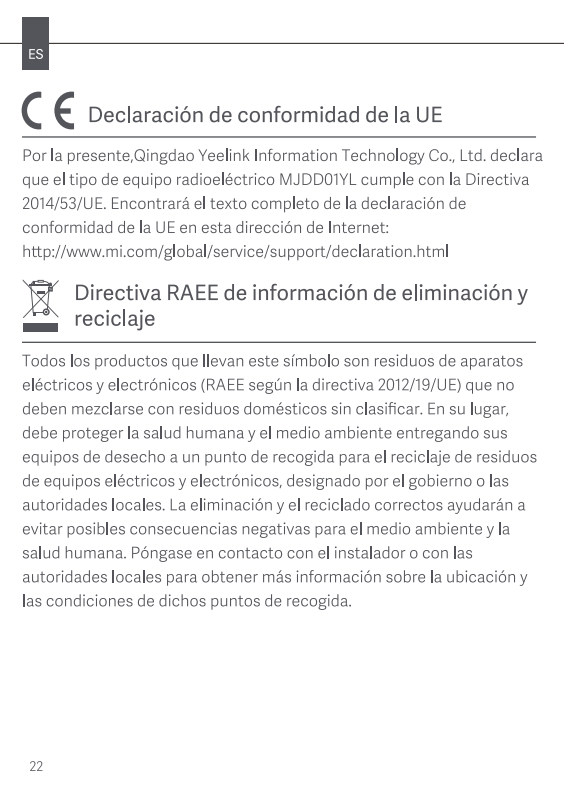 ES
CE Declaración de conformidad de la UE
Por la presente,Qingdao Yeelink Information Technology Co., Ltd. declara
que el tipo de equipo radioeléctrico MJDD01YL cumple con la Directiva
2014/53/UE. Encontrará el texto completo de la declaración de
conformidad de la UE en esta dirección de Internet:
http://www.mi.com/global/service/support/declaration.html
Directiva RAEE de información de eliminación y
reciclaje
Todos los productos que llevan este símbolo son residuos de aparatos
eléctricos y electrónicos (RAEE según la directiva 2012/19/UE) que no
deben mezclarse con residuos domésticos sin clasificar. En su lugar,
debe proteger la salud humana y el medio ambiente entregando sus
equipos de desecho a un punto de recogida para el reciclaje de residuos
de equipos eléctricos y electrónicos, designado por el gobierno o las
autoridades locales. La eliminación y el reciclado correctos ayudarán a
evitar posibles consecuencias negativas para el medio ambiente y la
salud humana. Póngase en contacto con el instalador o con las
autoridades locales para obtener más información sobre la ubicación y
las condiciones de dichos puntos de recogida.
22